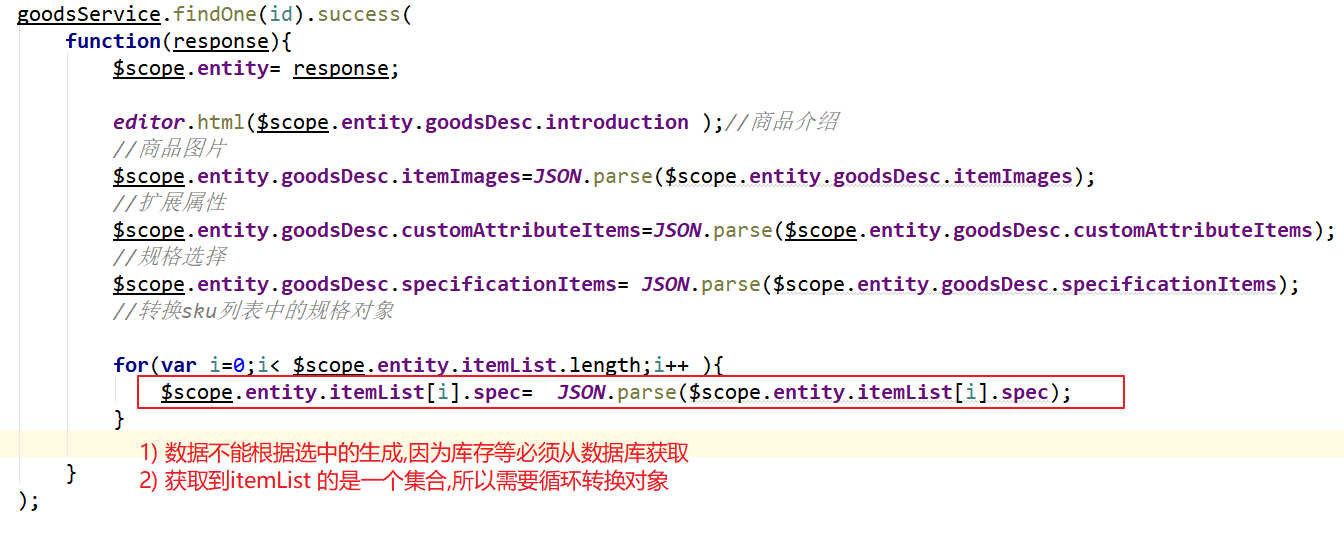 goodsService.findOne(id).success(
function(response){
$scope.entity= response;
editor.html($scope.entity.goodsDesc.introduction );//商品介绍
//商品图片
$scope.entity.goodsDesc.itemImages=JSON.parse($scope.entity.goodsDesc.itemImages);
//扩展属性
$scope.entity.goodsDesc.customAttributeItems=JSON.parse($scope.entity.goodsDesc.customAttributeItems);
//规格选择
$scope.entity.goodsDesc.specificationItems= JSON.parse($scope.entity.goodsDesc.specificationItems);
//转换sku列表中的规格对象
for(var i=0;i< $scope.entity.itemList.length;i++ ){
$scope.entity.itemList[i].spec=  JSON.parse($scope.entity.itemList[i].spec);
}
1) 数据不能根据选中的生成,因为库存等必须从数据库获取
2) 获取到itemList 的是一个集合,所以需要循环转换对象
}
);